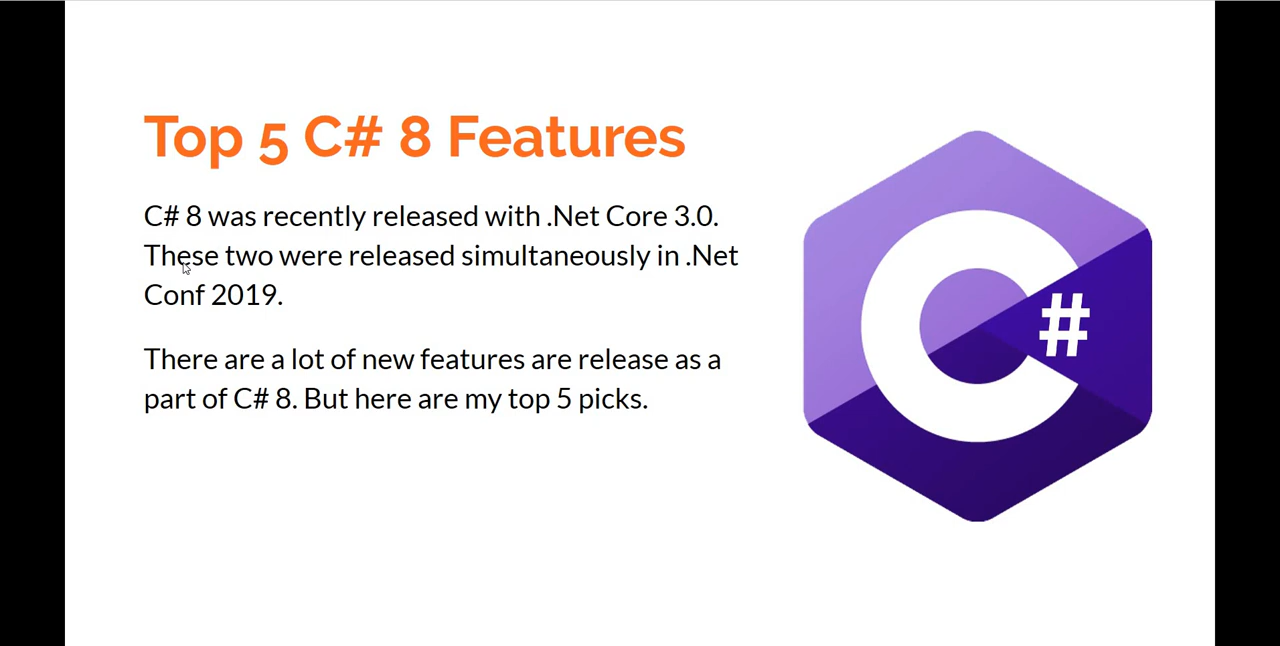 Top 5 C# 8 Features
C# 8 was recently released with .Net Core 3.0.
These two were released simultaneously in .Net
Conf 2019.
There are a lot of new features are release as a
part of C# 8. But here are my top 5 picks.
C#